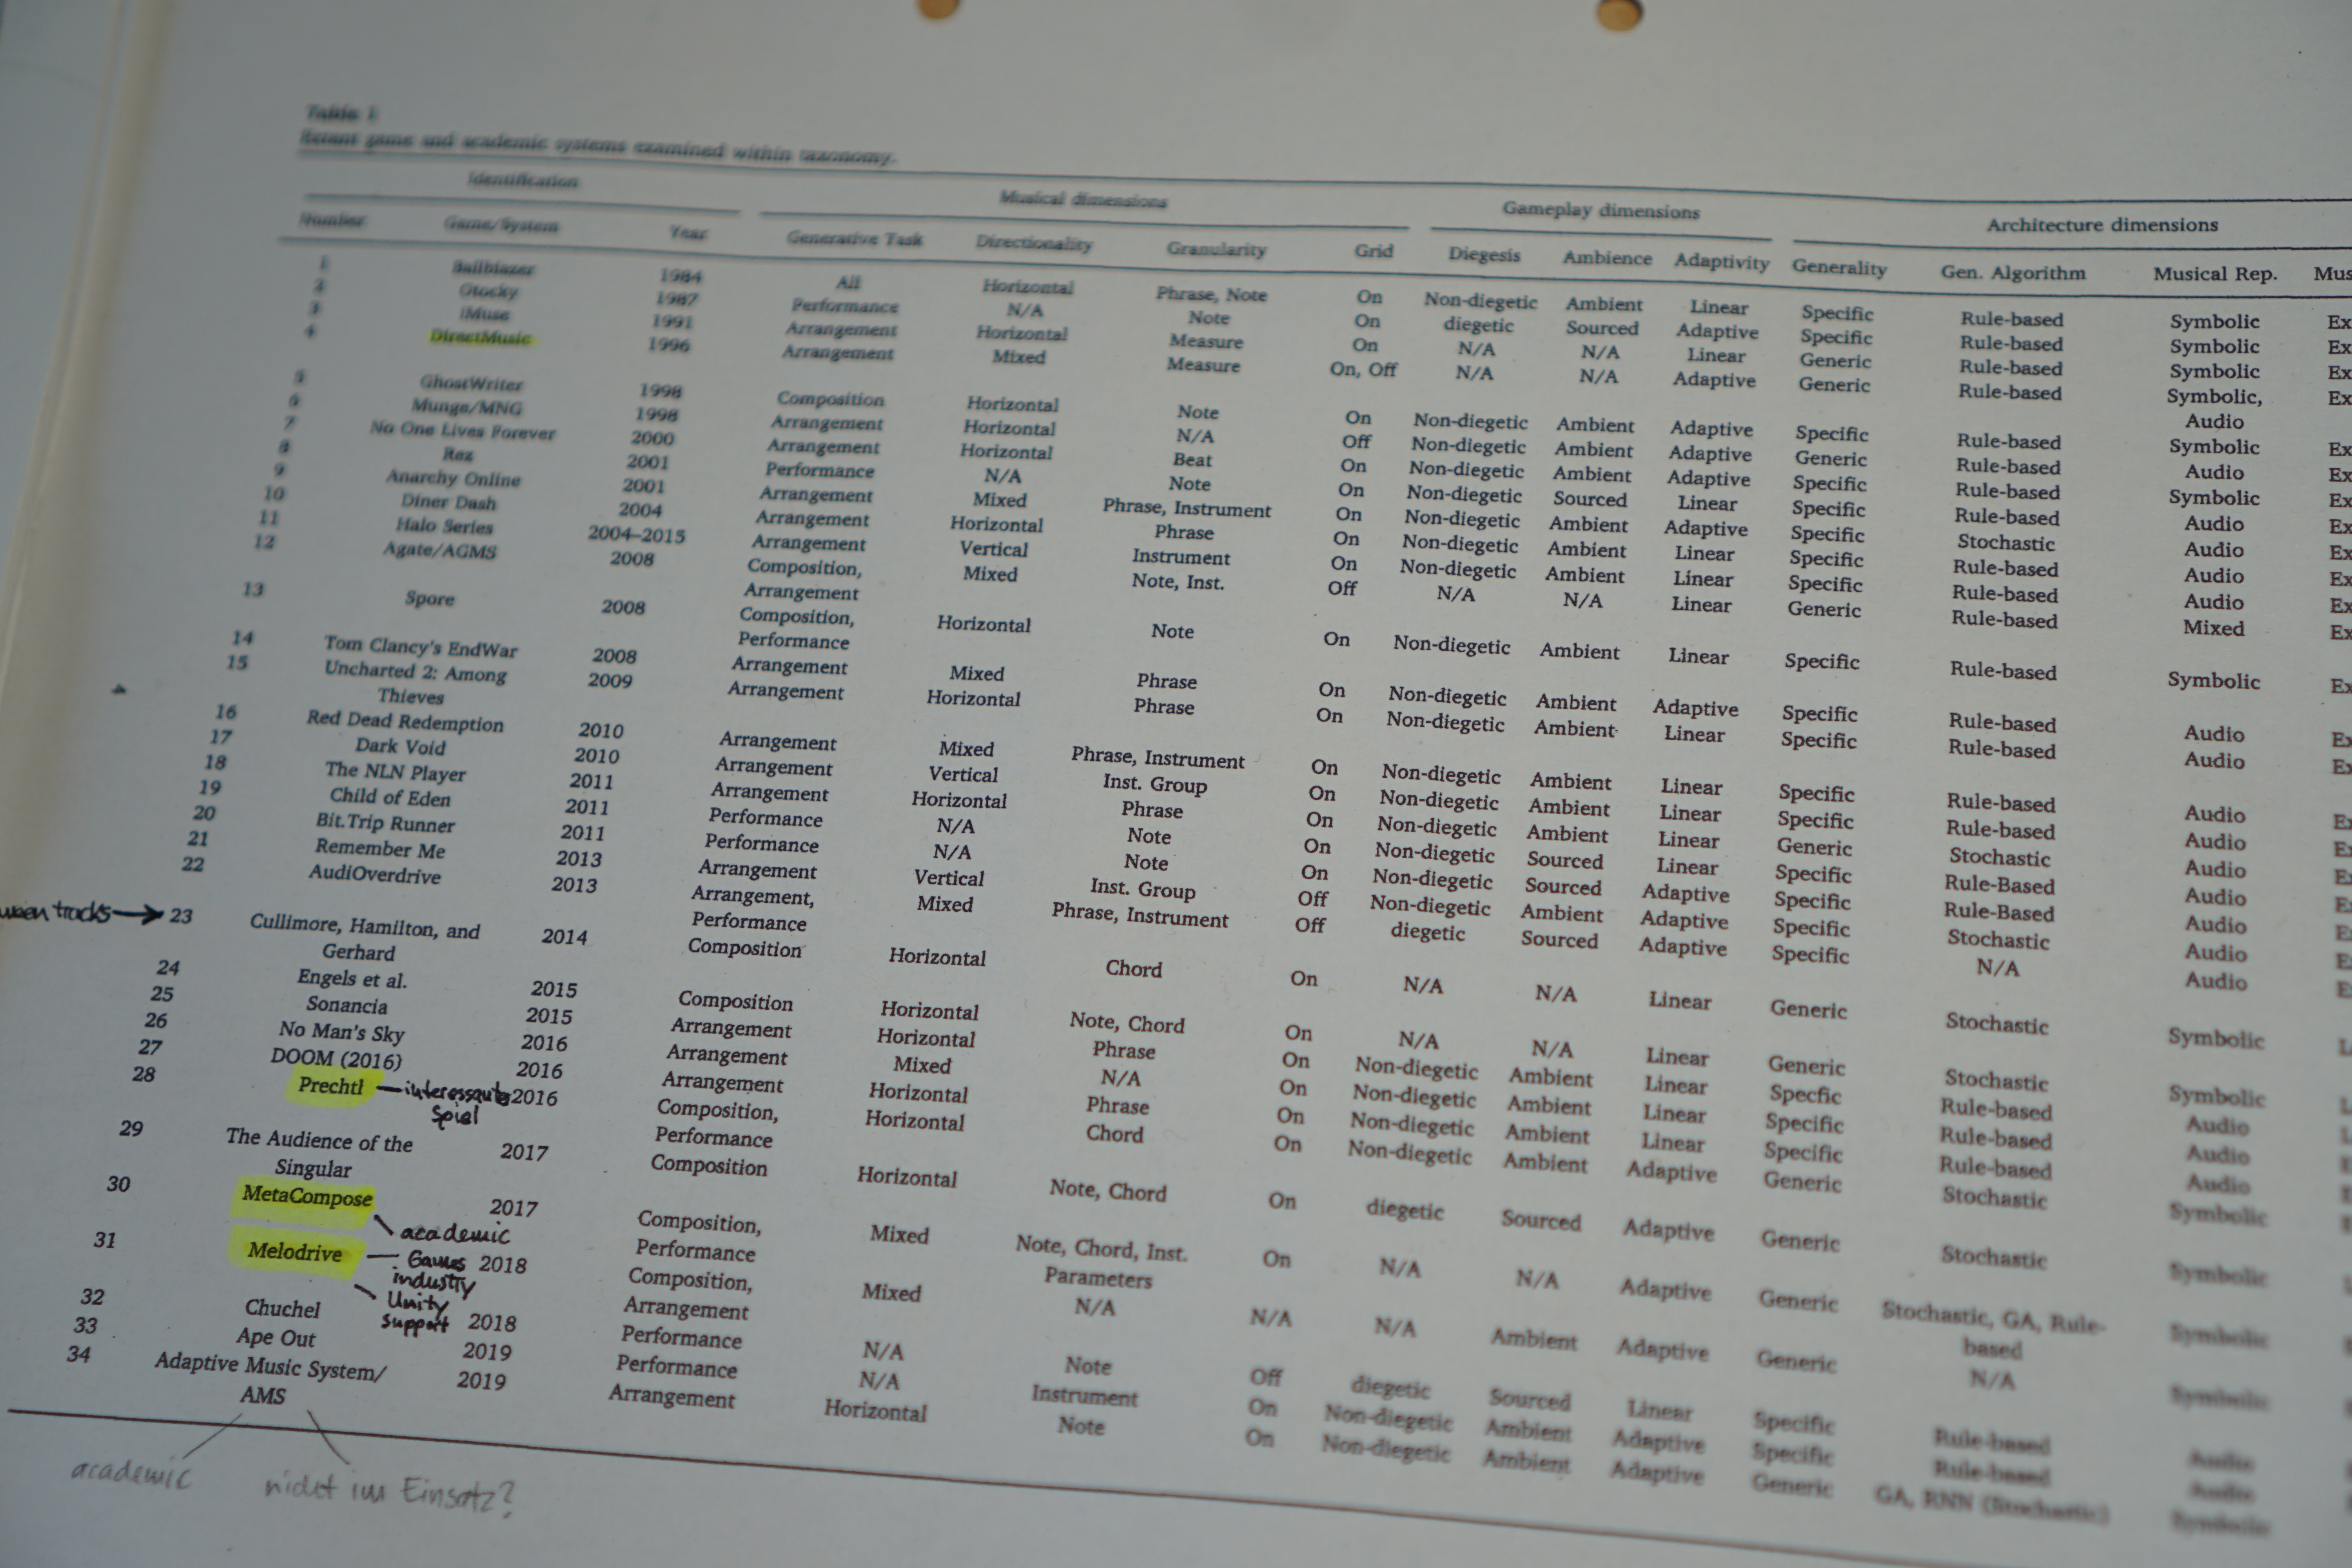 Table 1
Recent game and academic systems examined within taxonomy.
Identification Musical dimensions Gameplay dimensions Architecture dimensions
Number Game/System Year Generative Task Directionality Granularity Grid Diegesis Ambience Adaptivity Generality Gen. Algorithm Musical Rep. Mus
1 Ballblazer 1984 All Horizontal Phrase, Note On Non-diegetic Ambient Linear Specific Rule-based Symbolic Ex
2 Otocky 1987 Performance N/A Note On diegetic Sourced Adaptive Specific Rule-based Symbolic Ex
3 iMuse 1991 Arrangement Horizontal Measure On N/A N/A Linear Generic Rule-based Symbolic Ex
4 DirectMusic 1996 Arrangement Mixed Measure On, Off N/A N/A Adaptive Generic Rule-based Symbolic, Ex
Audio
5 GhostWriter 1998 Composition Horizontal Note On Non-diegetic Ambient Adaptive Specific Rule-based Symbolic Ex
6 Munge/MNG 1998 Arrangement Horizontal N/A Off Non-diegetic Ambient Adaptive Generic Rule-based Audio Ex
7 No One Lives Forever 2000 Arrangement Horizontal Beat On Non-diegetic Ambient Adaptive Specific Rule-based Symbolic Ex
8 Rez 2001 Performance N/A Note On Non-diegetic Sourced Linear Specific Rule-based Audio Ex
9 Anarchy Online 2001 Arrangement Mixed Phrase, Instrument On Non-diegetic Ambient Adaptive Specific Stochastic Audio Ex
10 Diner Dash 2004 Arrangement Horizontal Phrase On Non-diegetic Ambient Linear Specific Rule-based Audio Ex
11 Halo Series 2004–2015 Arrangement Vertical Instrument On Non-diegetic Ambient Linear Specific Rule-based Audio Ex
12 Agate/AGMS 2008 Composition, Mixed Note, Inst. Off N/A N/A Linear Generic Rule-based Mixed Ex
Arrangement
13 Spore 2008 Composition, Horizontal Note On Non-diegetic Ambient Linear Specific Rule-based Symbolic Ex
Performance
14 Tom Clancy's EndWar 2008 Arrangement Mixed Phrase On Non-diegetic Ambient Adaptive Specific Rule-based Audio Ex
15 Uncharted 2: Among 2009 Arrangement Horizontal Phrase On Non-diegetic Ambient Linear Specific Rule-based Audio Ex
Thieves
16 Red Dead Redemption 2010 Arrangement Mixed Phrase, Instrument On Non-diegetic Ambient Linear Specific Rule-based Audio Ex
17 Dark Void 2010 Arrangement Vertical Inst. Group On Non-diegetic Ambient Linear Specific Rule-based Audio Ex
18 The NLN Player 2011 Arrangement Horizontal Phrase On Non-diegetic Ambient Linear Generic Stochastic Audio Ex
19 Child of Eden 2011 Performance N/A Note On Non-diegetic Sourced Linear Specific Rule-Based Audio Ex
20 Bit.Trip Runner 2011 Performance N/A Note On Non-diegetic Sourced Adaptive Specific Rule-Based Audio Ex
21 Remember Me 2013 Arrangement Vertical Inst. Group Off Non-diegetic Ambient Adaptive Specific Stochastic Audio
22 AudiOverdrive 2013 Arrangement, Mixed Phrase, Instrument Off diegetic Sourced Adaptive Specific N/A Audio
Performance
tracks → 23 Cullimore, Hamilton, and 2014 Composition Horizontal Chord On N/A N/A Linear Generic Stochastic Symbolic
Gerhard
24 Engels et al. 2015 Composition Horizontal Note, Chord On N/A N/A Linear Generic Stochastic Symbolic
25 Sonancia 2015 Arrangement Horizontal Phrase On Non-diegetic Ambient Linear Specfic Rule-based Audio
26 No Man's Sky 2016 Arrangement Mixed N/A On Non-diegetic Ambient Linear Specific Rule-based Audio
27 DOOM (2016) 2016 Arrangement Horizontal Phrase On Non-diegetic Ambient Linear Specific Rule-based Audio
28 Prechtl — interessantes 2016 Composition, Horizontal Chord On Non-diegetic Ambient Adaptive Generic Stochastic Symbolic
Spiel
Performance
29 The Audience of the 2017 Composition Horizontal Note, Chord On diegetic Sourced Adaptive Generic Stochastic Symbolic
Singular
30 MetaCompose 2017 Composition, Mixed Note, Chord, Inst. On N/A N/A Adaptive Generic Stochastic, GA, Rule- Symbolic
academic
Performance Parameters based
31 Melodrive — Games 2018 Composition, Mixed N/A N/A N/A Ambient Adaptive Generic N/A Symbolic
industry
Arrangement
Unity
support
32 Chuchel 2018 Performance N/A Note Off diegetic Sourced Linear Specific Rule-based Audio
33 Ape Out 2019 Performance N/A Instrument On Non-diegetic Ambient Adaptive Specific Rule-based Audio
34 Adaptive Music System/ 2019 Arrangement Horizontal Note On Non-diegetic Ambient Adaptive Generic GA, RNN (Stochastic) Symbolic
AMS
academic nicht im Einsatz?